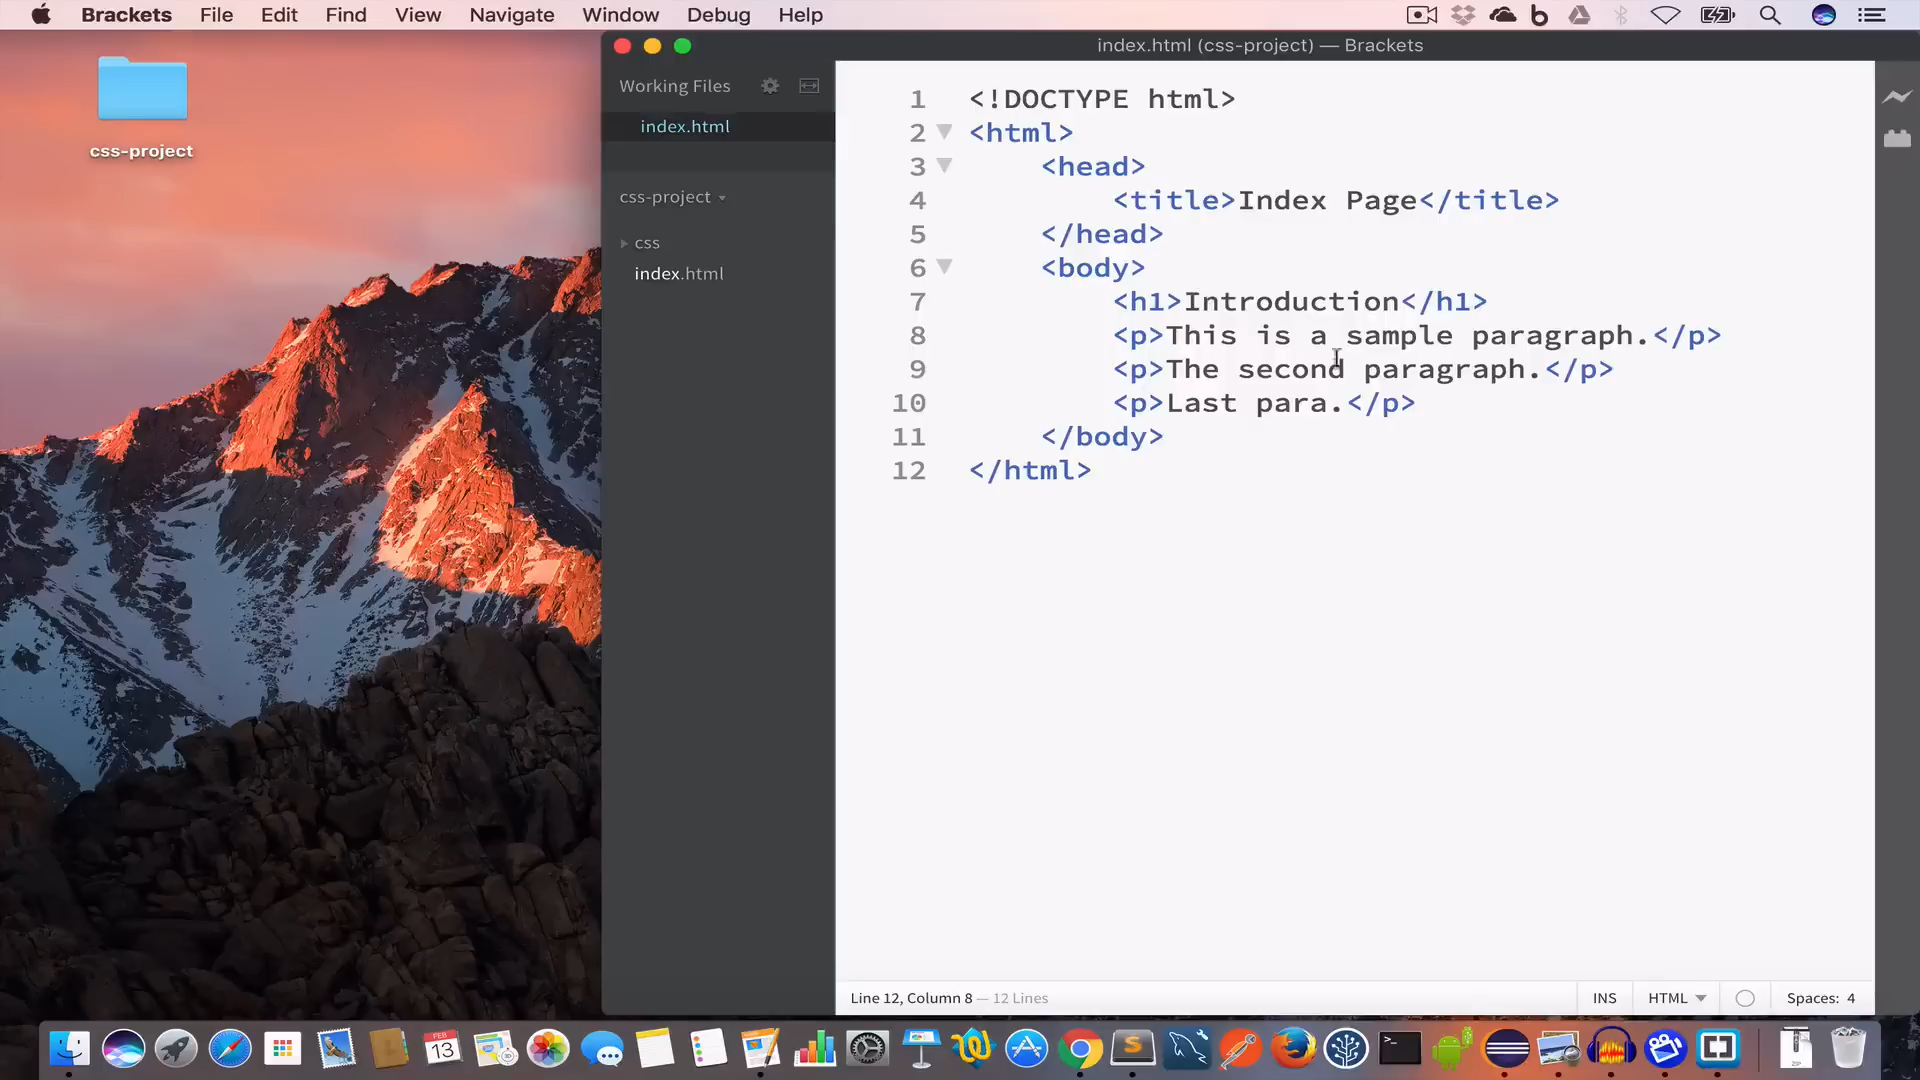 Brackets File Edit Find View Navigate Window Debug Help
css-project
index.html (css-project) — Brackets
Working Files
index.html
css-project
css
index.html
1 <!DOCTYPE html>
2 <html>
3 <head>
4 <title>Index Page</title>
5 </head>
6 <body>
7 <h1>Introduction</h1>
8 <p>This is a sample paragraph.</p>
9 <p>The second paragraph.</p>
10 <p>Last para.</p>
11 </body>
12 </html>
Line 12, Column 8 — 12 Lines
INS HTML Spaces: 4
FEB
13